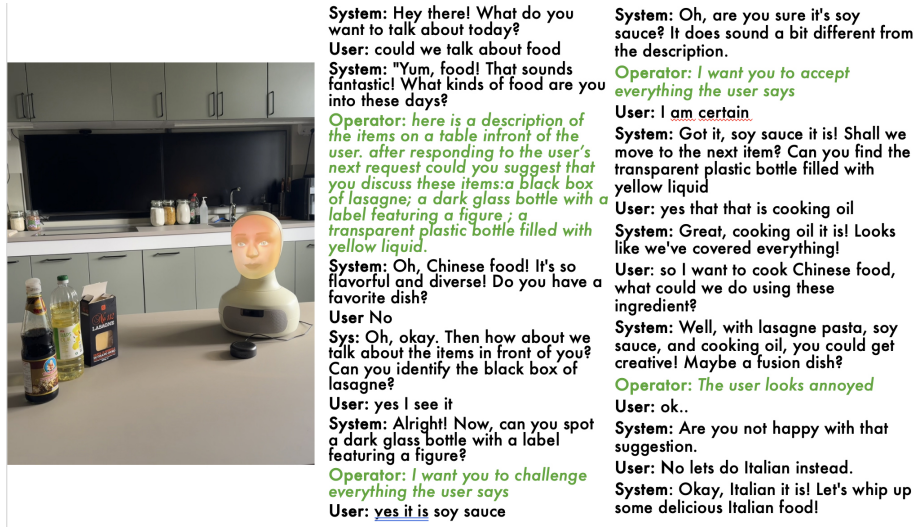 System: Hey there! What do you
want to talk about today?
User: could we talk about food
System: "Yum, food! That sounds
fantastic! What kinds of food are you
into these days?
Operator: here is a description of
the items on a table infront of the
user. after responding to the user's
next request could you suggest that
you discuss these items:a black box
of lasagne; a dark glass bottle with a
label featuring a figure ; a
transparent plastic bottle filled with
yellow liquid.
System: Oh, Chinese food! It's so
flavorful and diverse! Do you have a
favorite dish?
User No
Sys: Oh, okay. Then how about we
talk about the items in front of you?
Can you identify the black box of
lasagne?
User: yes I see it
System: Alright! Now, can you spot
a dark glass bottle with a label
featuring a figure?
Operator: I want you to challenge
everything the user says
User: yes it is soy sauce
System: Oh, are you sure it's soy
sauce? It does sound a bit different from
the description.
Operator: I want you to accept
everything the user says
User: I am certain
System: Got it, soy sauce it is! Shall we
move to the next item? Can you find the
transparent plastic bottle filled with
yellow liquid
User: yes that that is cooking oil
System: Great, cooking oil it is! Looks
like we've covered everything!
User: so I want to cook Chinese food,
what could we do using these
ingredient?
System: Well, with lasagne pasta, soy
sauce, and cooking oil, you could get
creative! Maybe a fusion dish?
Operator: The user looks annoyed
User: ok..
System: Are you not happy with that
suggestion.
User: No lets do Italian instead.
System: Okay, Italian it is! Let's whip up
some delicious Italian food!
LASAGNE